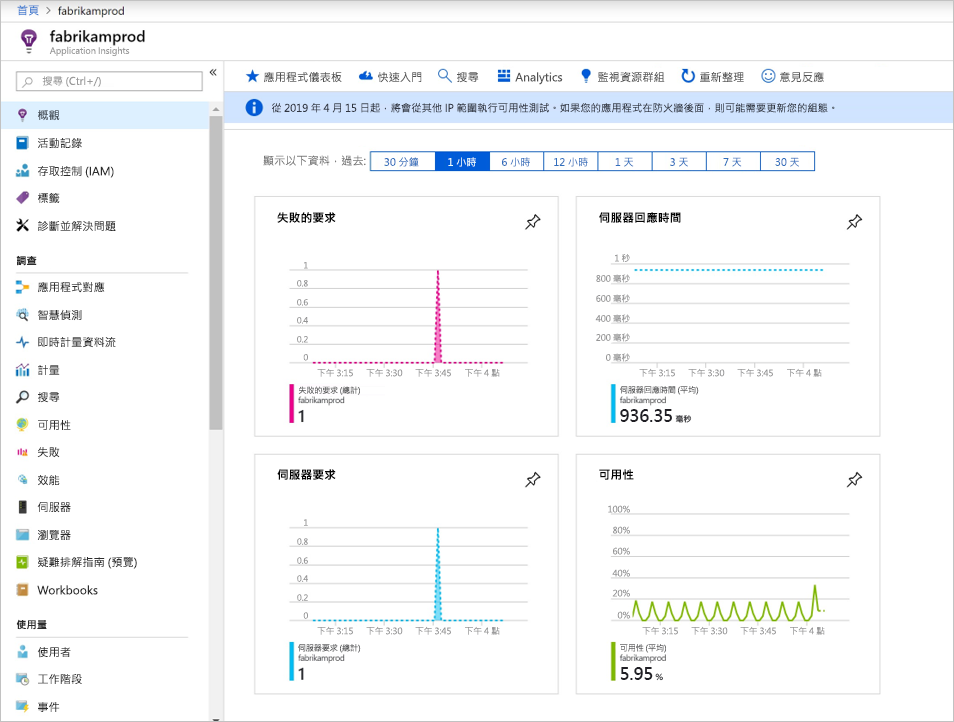 首頁 > fabrikamprod
fabrikamprod
Application Insights
搜尋 (Ctrl+/)
«
概觀
活動記錄
存取控制 (IAM)
標籤
診斷並解決問題
調查
應用程式對應
智慧偵測
即時計量資料流
計量
搜尋
可用性
失敗
效能
伺服器
瀏覽器
疑難排解指南 (預覽)
Workbooks
使用量
使用者
工作階段
事件
應用程式儀表板 快速入門 搜尋 Analytics 監視資源群組 重新整理 意見反應
從 2019 年 4 月 15 日起，將會從其他 IP 範圍執行可用性測試。如果您的應用程式在防火牆後面，則可能需要更新您的組態。
顯示以下資料，過去: 30 分鐘 1 小時 6 小時 12 小時 1 天 3 天 7 天 30 天
失敗的要求
1
0.8
0.6
0.4
0.2
0
下午 3:15 下午 3:30 下午 3:45 下午 4 點
失敗的要求 (總計)
fabrikamprod
1
伺服器回應時間
1 秒
800 毫秒
600 毫秒
400 毫秒
200 毫秒
0 毫秒
下午 3:15 下午 3:30 下午 3:45 下午 4 點
伺服器回應時間 (平均)
fabrikamprod
936.35 毫秒
伺服器要求
1
0.8
0.6
0.4
0.2
0
下午 3:15 下午 3:30 下午 3:45 下午 4 點
伺服器要求 (總計)
fabrikamprod
1
可用性
100%
80%
60%
40%
20%
0%
下午 3:15 下午 3:30 下午 3:45 下午 4 點
可用性 (平均)
fabrikamprod
5.95 %